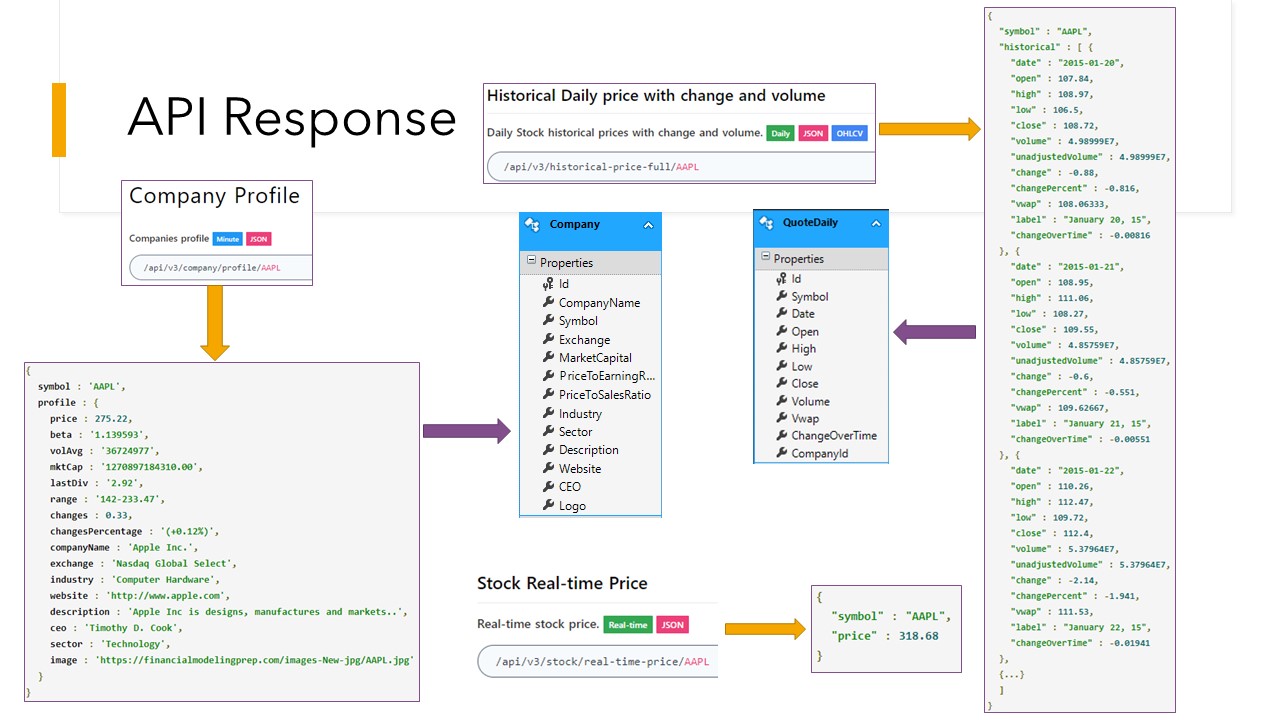 API Response
Company Profile
Companies profile Minute JSON
/api/v3/company/profile/AAPL
{
symbol : 'AAPL',
profile : {
price : 275.22,
beta : '1.139593',
volAvg : '36724977',
mktCap : '1270897184310.00',
lastDiv : '2.92',
range : '142-233.47',
changes : 0.33,
changesPercentage : '(+0.12%)',
companyName : 'Apple Inc.',
exchange : 'Nasdaq Global Select',
industry : 'Computer Hardware',
website : 'http://www.apple.com',
description : 'Apple Inc is designs, manufactures and markets..',
ceo : 'Timothy D. Cook',
sector : 'Technology',
image : 'https://financialmodelingprep.com/images-New-jpg/AAPL.jpg'
}
}
Historical Daily price with change and volume
Daily Stock historical prices with change and volume. Daily JSON OHLCV
/api/v3/historical-price-full/AAPL
Company
Properties
Id
CompanyName
Symbol
Exchange
MarketCapital
PriceToEarningR...
PriceToSalesRatio
Industry
Sector
Description
Website
CEO
Logo
QuoteDaily
Properties
Id
Symbol
Date
Open
High
Low
Close
Volume
Vwap
ChangeOverTime
CompanyId
Stock Real-time Price
Real-time stock price. Real-time JSON
/api/v3/stock/real-time-price/AAPL
{
"symbol" : "AAPL",
"price" : 318.68
}
{
"symbol" : "AAPL",
"historical" : [ {
"date" : "2015-01-20",
"open" : 107.84,
"high" : 108.97,
"low" : 106.5,
"close" : 108.72,
"volume" : 4.98999E7,
"unadjustedVolume" : 4.98999E7,
"change" : -0.88,
"changePercent" : -0.816,
"vwap" : 108.06333,
"label" : "January 20, 15",
"changeOverTime" : -0.00816
}, {
"date" : "2015-01-21",
"open" : 108.95,
"high" : 111.06,
"low" : 108.27,
"close" : 109.55,
"volume" : 4.85759E7,
"unadjustedVolume" : 4.85759E7,
"change" : -0.6,
"changePercent" : -0.551,
"vwap" : 109.62667,
"label" : "January 21, 15",
"changeOverTime" : -0.00551
}, {
"date" : "2015-01-22",
"open" : 110.26,
"high" : 112.47,
"low" : 109.72,
"close" : 112.4,
"volume" : 5.37964E7,
"unadjustedVolume" : 5.37964E7,
"change" : -2.14,
"changePercent" : -1.941,
"vwap" : 111.53,
"label" : "January 22, 15",
"changeOverTime" : -0.01941
},
{...}
]
}